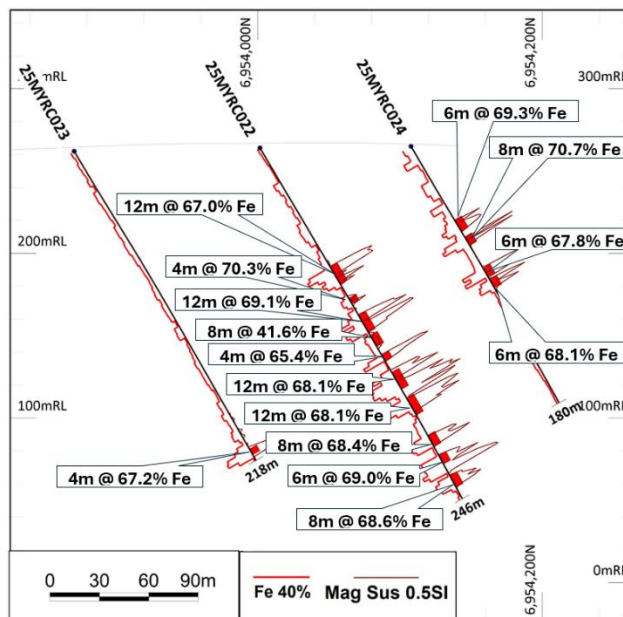 6,954,000N
6,954,200N
mRL
300mRL
25MYRC023
25MYRC022
25MYRC024
6m @ 69.3% Fe
8m @ 70.7% Fe
12m @ 67.0% Fe
6m @ 67.8% Fe
200mRL
4m @ 70.3% Fe
12m @ 69.1% Fe
8m @ 41.6% Fe
4m @ 65.4% Fe
6m @ 68.1% Fe
12m @ 68.1% Fe
180m
100mRL
100mRL
12m @ 68.1% Fe
8m @ 68.4% Fe
4m @ 67.2% Fe
218m
6m @ 69.0% Fe
246m
8m @ 68.6% Fe
6,954,200N
0 30 60 90m
Fe 40% Mag Sus 0.5SI
0mRL